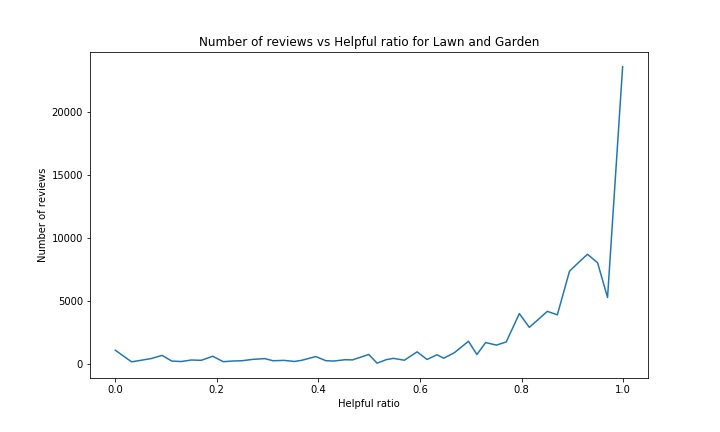 Number of reviews vs Helpful ratio for Lawn and Garden
Number of reviews
20000
15000
10000
5000
0
0.0 0.2 0.4 0.6 0.8 1.0
Helpful ratio